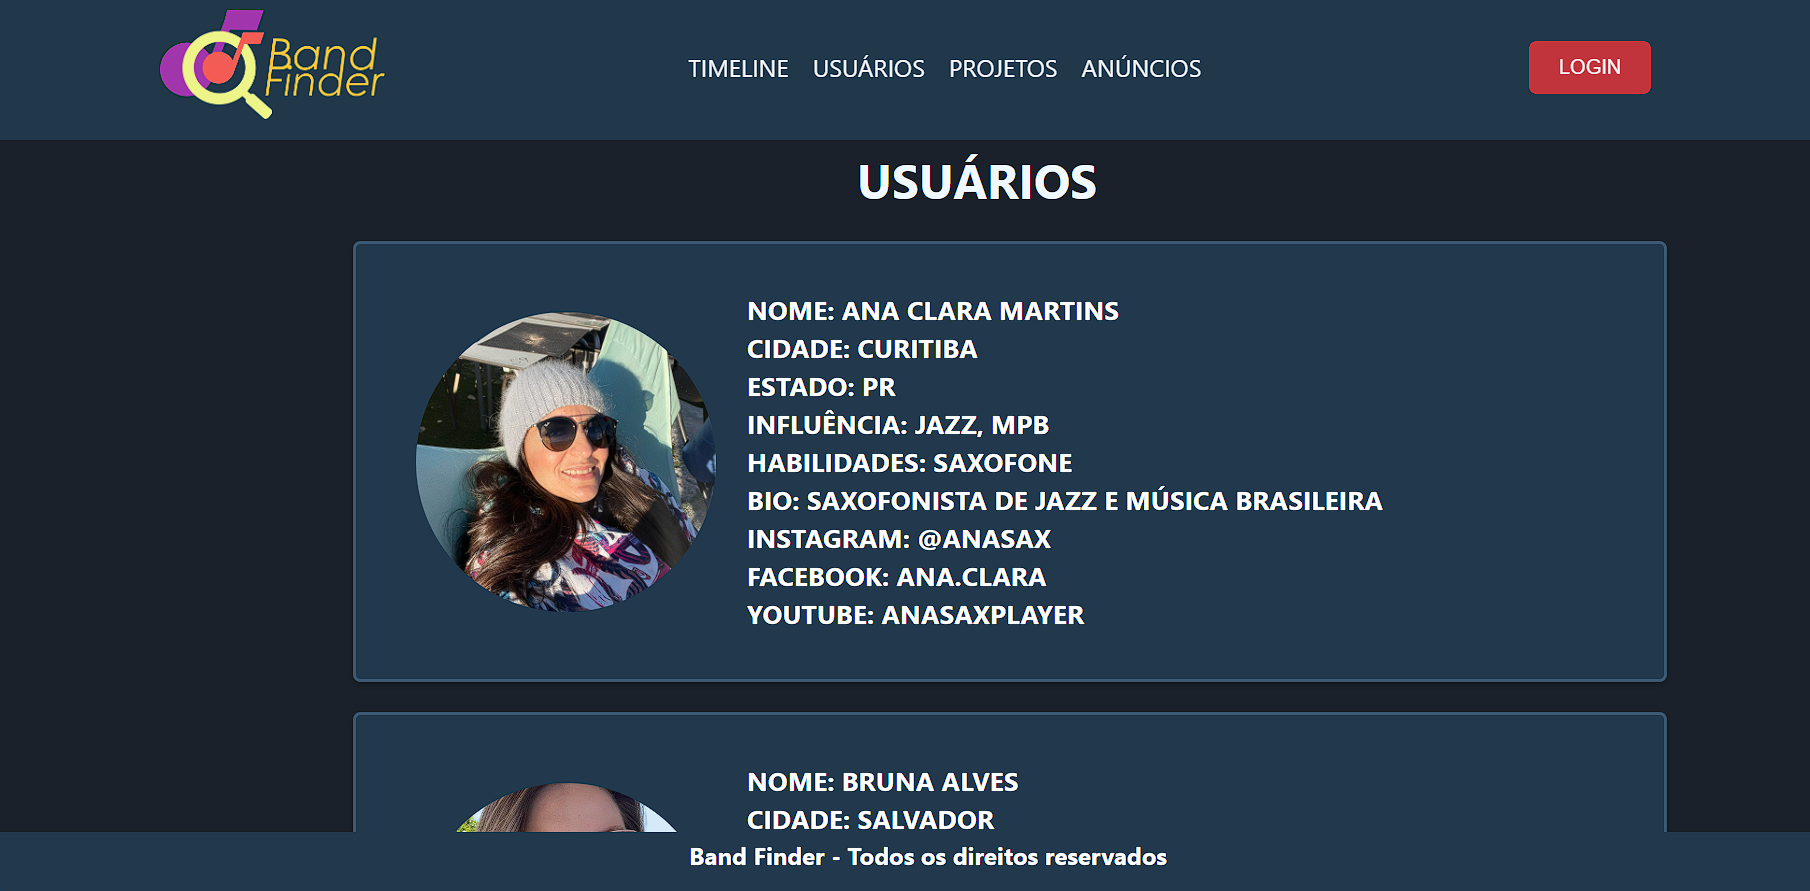 Band
Finder
TIMELINE USUÁRIOS PROJETOS ANÚNCIOS
LOGIN
USUÁRIOS
NOME: ANA CLARA MARTINS
CIDADE: CURITIBA
ESTADO: PR
INFLUÊNCIA: JAZZ, MPB
HABILIDADES: SAXOFONE
BIO: SAXOFONISTA DE JAZZ E MÚSICA BRASILEIRA
INSTAGRAM: @ANASAX
FACEBOOK: ANA.CLARA
YOUTUBE: ANASAXPLAYER
NOME: BRUNA ALVES
CIDADE: SALVADOR
Band Finder - Todos os direitos reservados